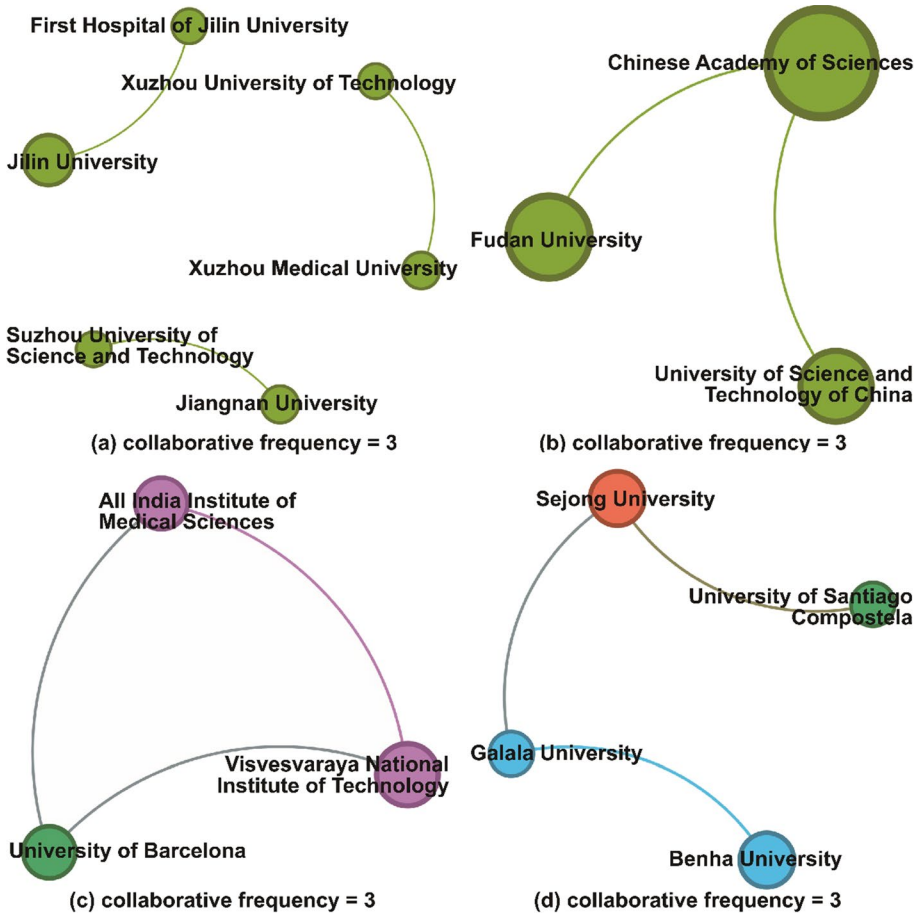 First Hospital of Jilin University
Xuzhou University of Technology
Jilin University
Xuzhou Medical University
Suzhou University of
Science and Technology
Jiangnan University
(a) collaborative frequency = 3
Chinese Academy of Sciences
Fudan University
University of Science and
Technology of China
(b) collaborative frequency = 3
All India Institute of
Medical Sciences
Visvesvaraya National
Institute of Technology
University of Barcelona
(c) collaborative frequency = 3
Sejong University
University of Santiago
Compostela
Galala University
Benha University
(d) collaborative frequency = 3